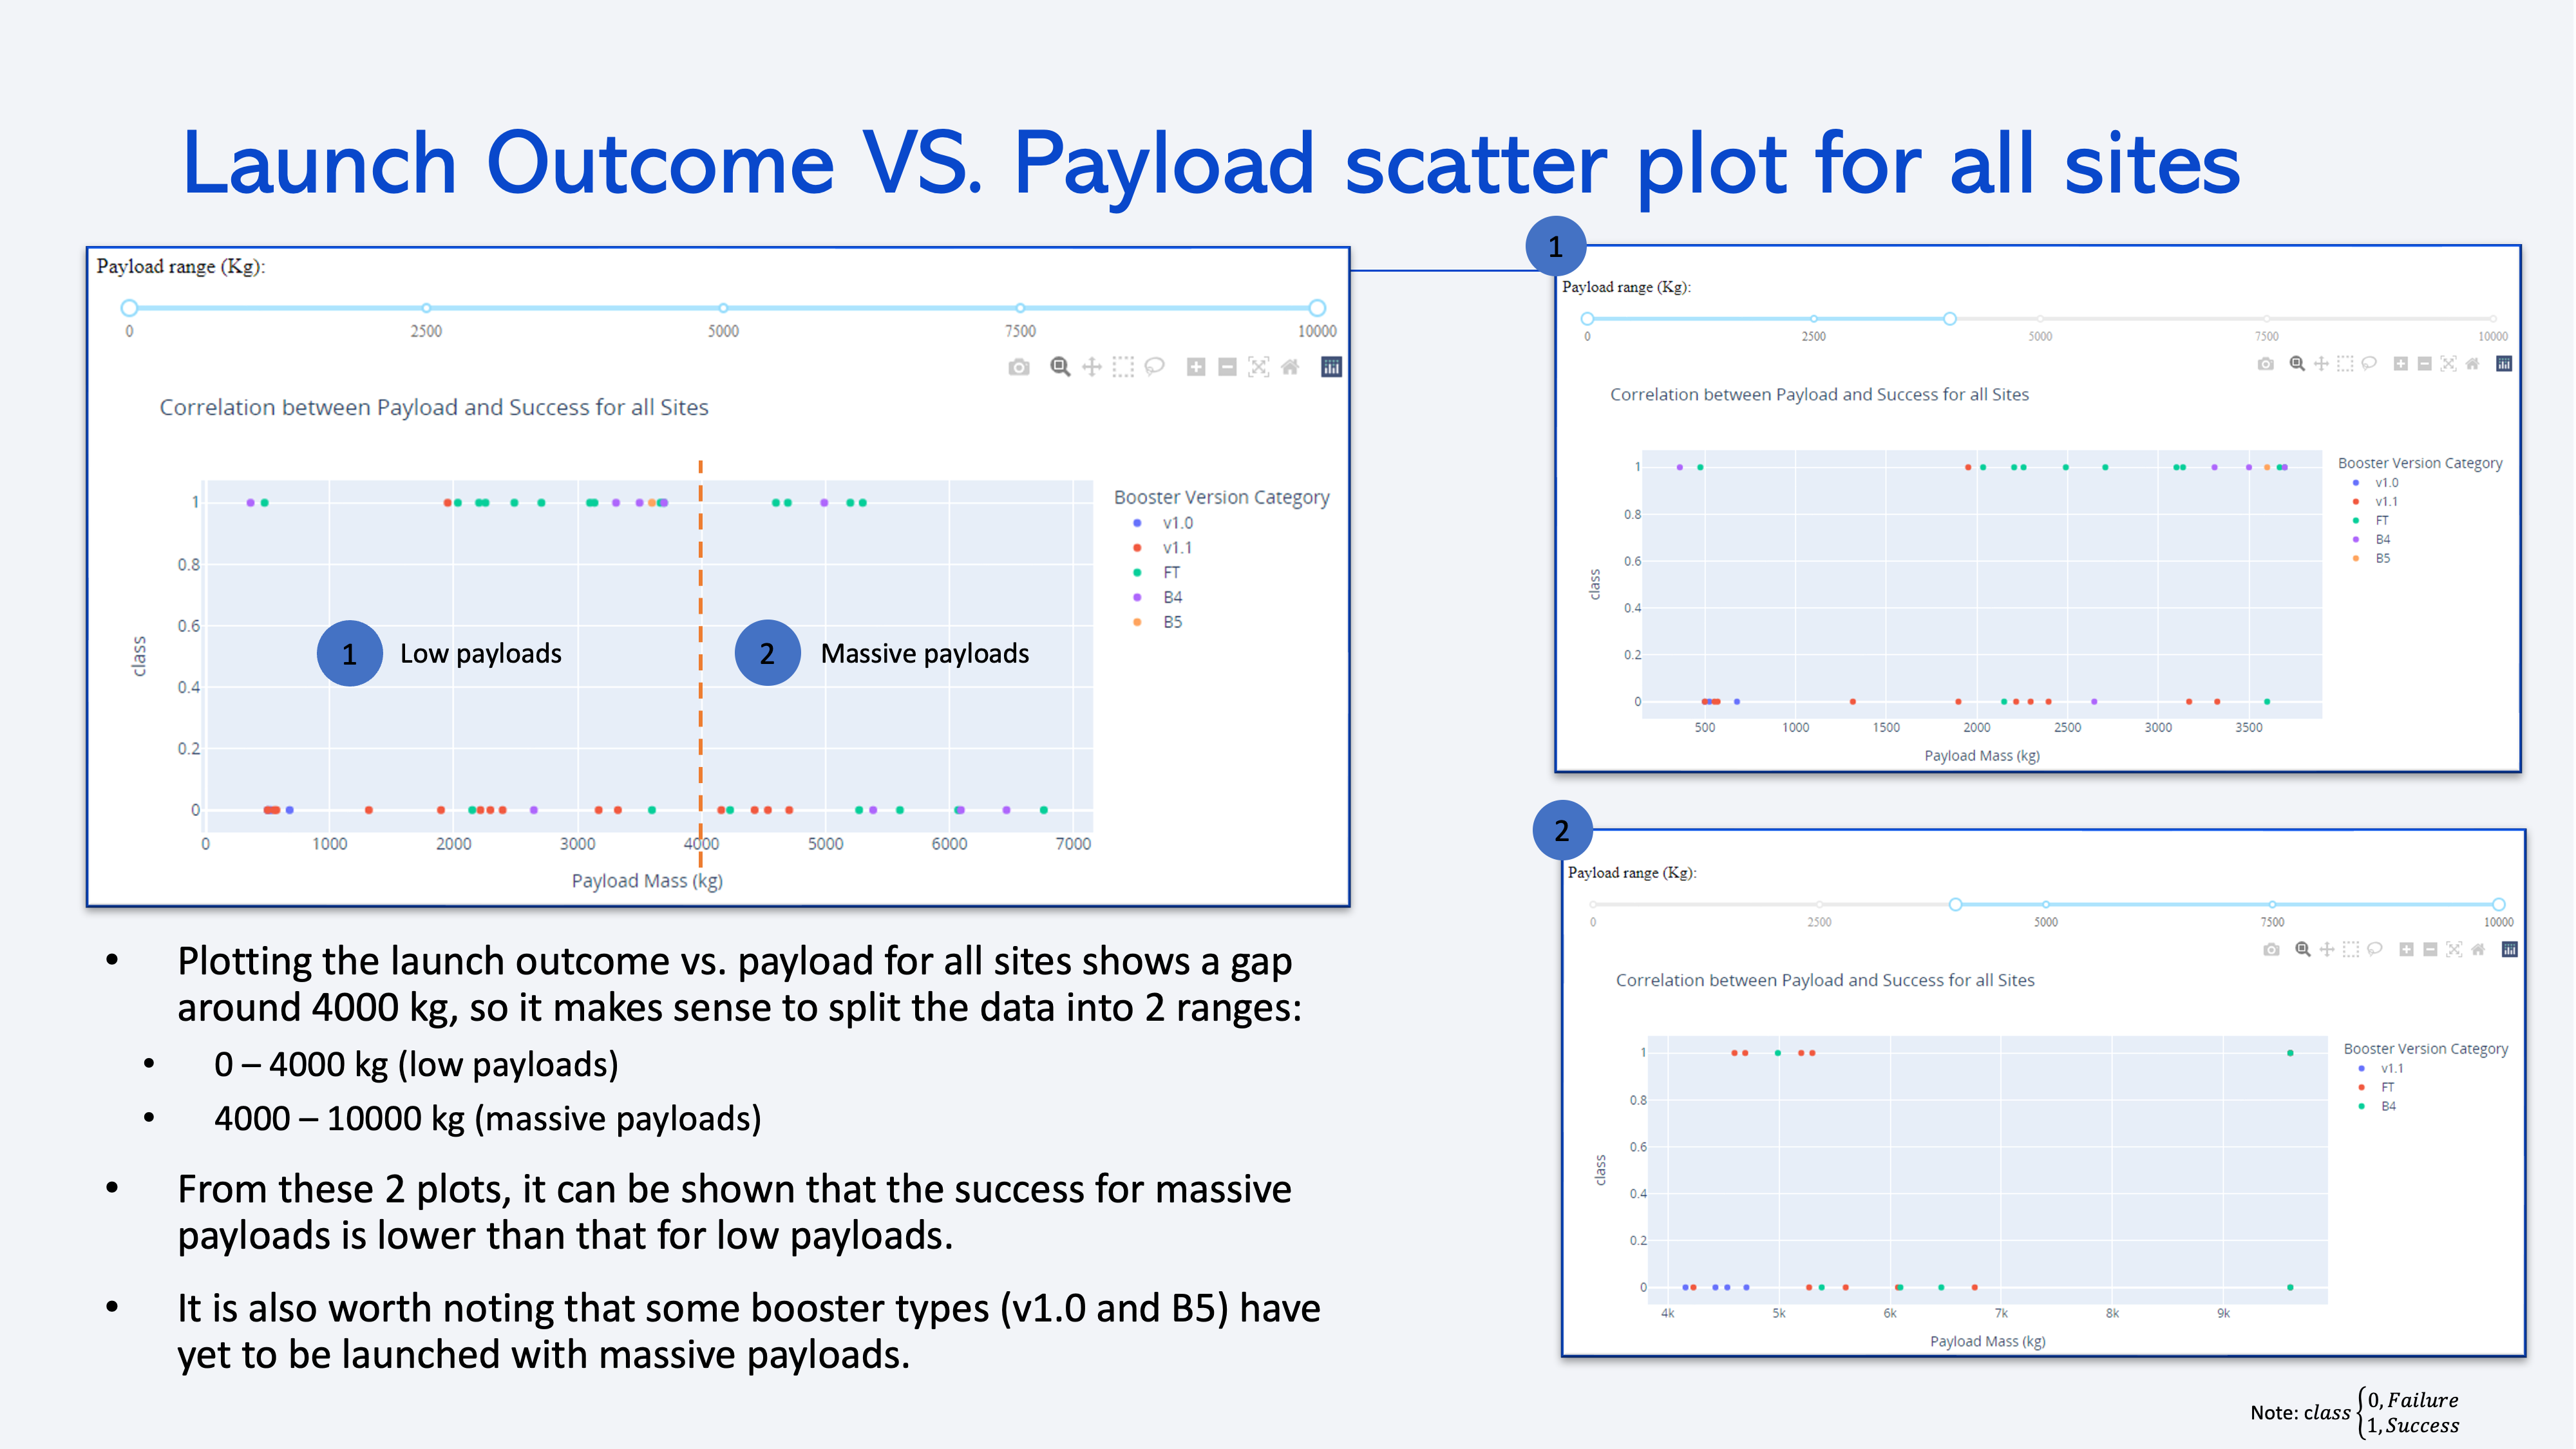 Launch Outcome VS. Payload scatter plot for all sites
Payload range (Kg):
0 2500 5000 7500 10000
Correlation between Payload and Success for all Sites
1
0.8
0.6
0.4
0.2
0
class
1 Low payloads
2 Massive payloads
0 1000 2000 3000 4000 5000 6000 7000
Payload Mass (kg)
Booster Version Category
v1.0
v1.1
FT
B4
B5
• Plotting the launch outcome vs. payload for all sites shows a gap
around 4000 kg, so it makes sense to split the data into 2 ranges:
• 0 – 4000 kg (low payloads)
• 4000 – 10000 kg (massive payloads)
• From these 2 plots, it can be shown that the success for massive
payloads is lower than that for low payloads.
• It is also worth noting that some booster types (v1.0 and B5) have
yet to be launched with massive payloads.
1
Payload range (Kg):
0 2500 5000 7500 10000
Correlation between Payload and Success for all Sites
1
0.8
0.6
0.4
0.2
0
class
500 1000 1500 2000 2500 3000 3500
Payload Mass (kg)
Booster Version Category
v1.0
v1.1
FT
B4
B5
2
Payload range (Kg):
0 2500 5000 7500 10000
Correlation between Payload and Success for all Sites
1
0.8
0.6
0.4
0.2
0
class
4k 5k 6k 7k 8k 9k
Payload Mass (kg)
Booster Version Category
v1.1
FT
B4
Note: class {0, Failure
1, Success